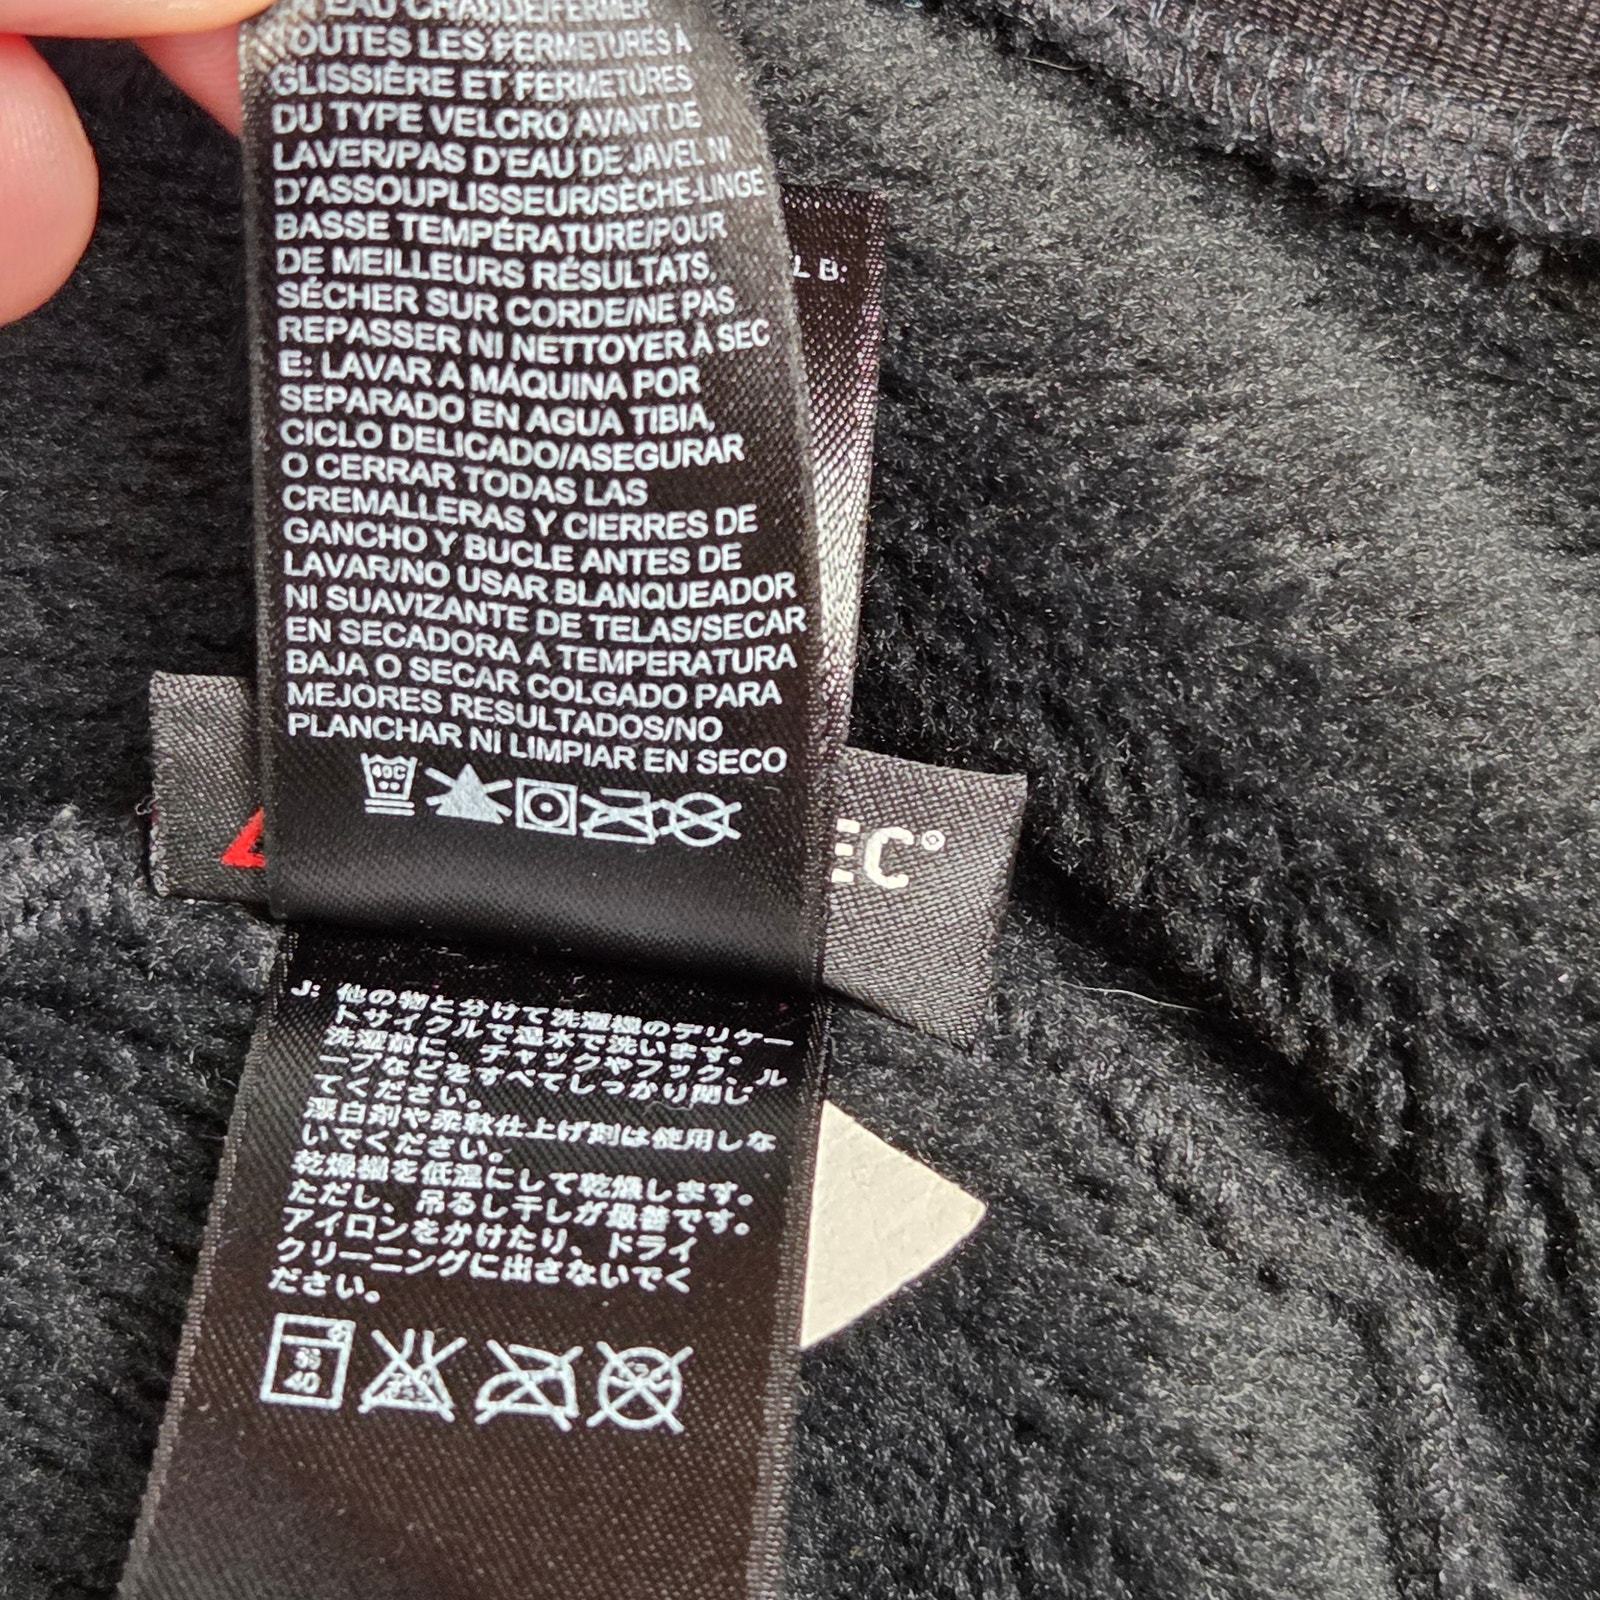 EAU CHAUDE/FERMER
TOUTES LES FERMETURES À
GLISSIÈRE ET FERMETURES
DU TYPE VELCRO AVANT DE
LAVER/PAS D'EAU DE JAVEL NI
D'ASSOUPLISSEUR/SÈCHE-LINGE
BASSE TEMPÉRATURE/POUR
DE MEILLEURS RÉSULTATS,
SÉCHER SUR CORDE/NE PAS
REPASSER NI NETTOYER À SEC
E: LAVAR A MÁQUINA POR
SEPARADO EN AGUA TIBIA,
CICLO DELICADO/ASEGURAR
O CERRAR TODAS LAS
CREMALLERAS Y CIERRES DE
GANCHO Y BUCLE ANTES DE
LAVAR/NO USAR BLANQUEADOR
NI SUAVIZANTE DE TELAS/SECAR
EN SECADORA A TEMPERATURA
BAJA O SECAR COLGADO PARA
MEJORES RESULTADOS/NO
PLANCHAR NI LIMPIAR EN SECO
40C
L B:
EC°
J: 他の物と分けて洗濯機のデリケー
トサイクルで温水で洗います。
洗濯前に、チャックやフック、ル
ープなどをすべてしっかり閉じ
てください。
漂白剤や柔軟仕上げ剤は使用しな
いでください。
乾燥機を低温にして乾燥します。
ただし、吊るし干しが最善です。
アイロンをかけたり、ドライ
クリーニングに出さないでく
ださい。
40